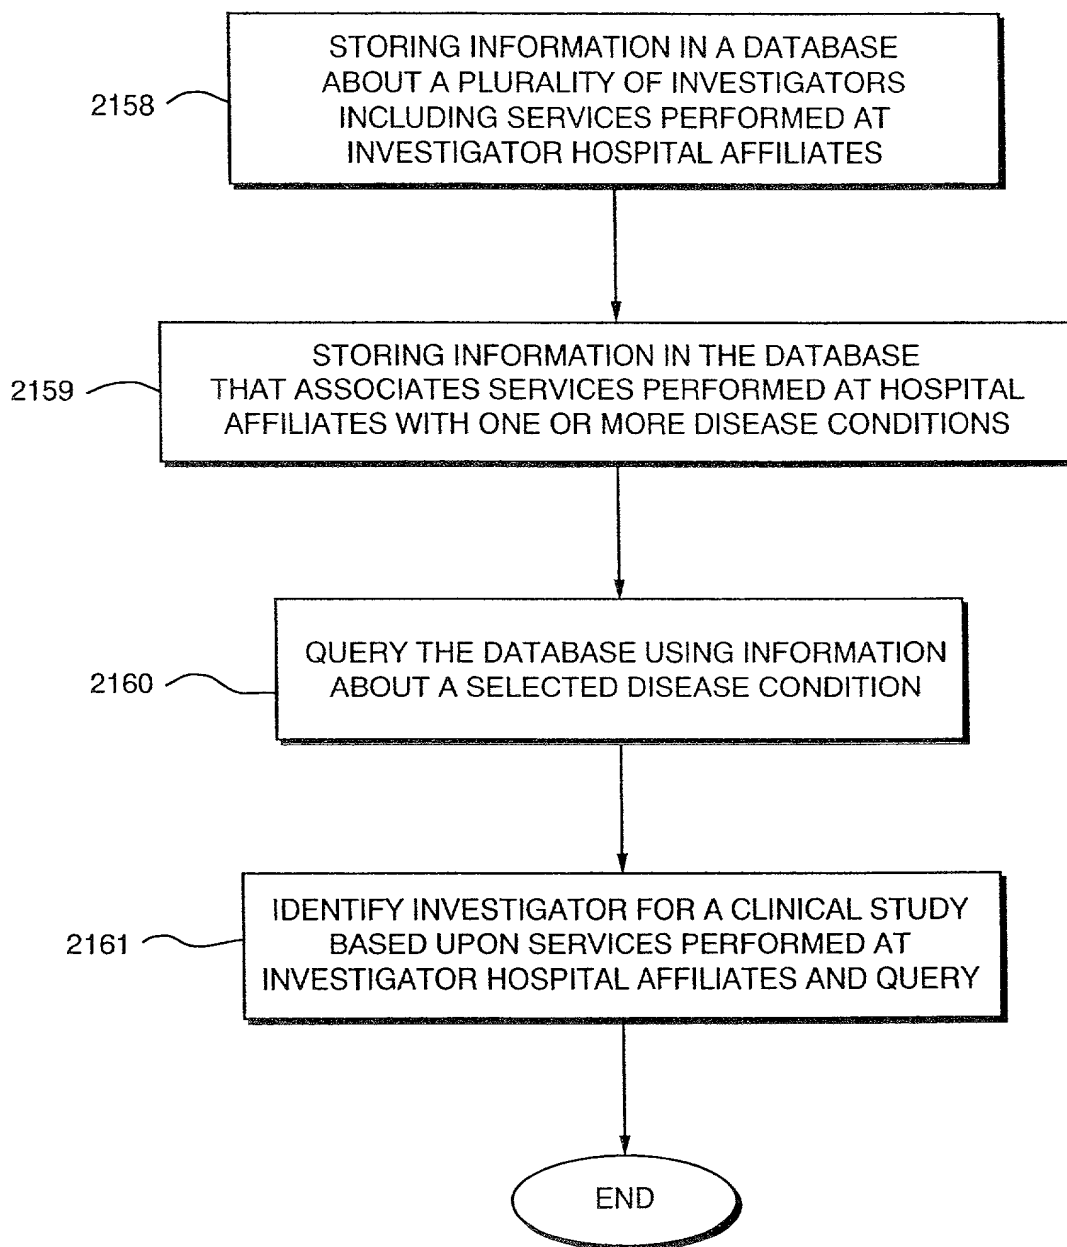 2158
STORING INFORMATION IN A DATABASE
ABOUT A PLURALITY OF INVESTIGATORS
INCLUDING SERVICES PERFORMED AT
INVESTIGATOR HOSPITAL AFFILIATES
2159
STORING INFORMATION IN THE DATABASE
THAT ASSOCIATES SERVICES PERFORMED AT HOSPITAL
AFFILIATES WITH ONE OR MORE DISEASE CONDITIONS
2160
QUERY THE DATABASE USING INFORMATION
ABOUT A SELECTED DISEASE CONDITION
2161
IDENTIFY INVESTIGATOR FOR A CLINICAL STUDY
BASED UPON SERVICES PERFORMED AT
INVESTIGATOR HOSPITAL AFFILIATES AND QUERY
END